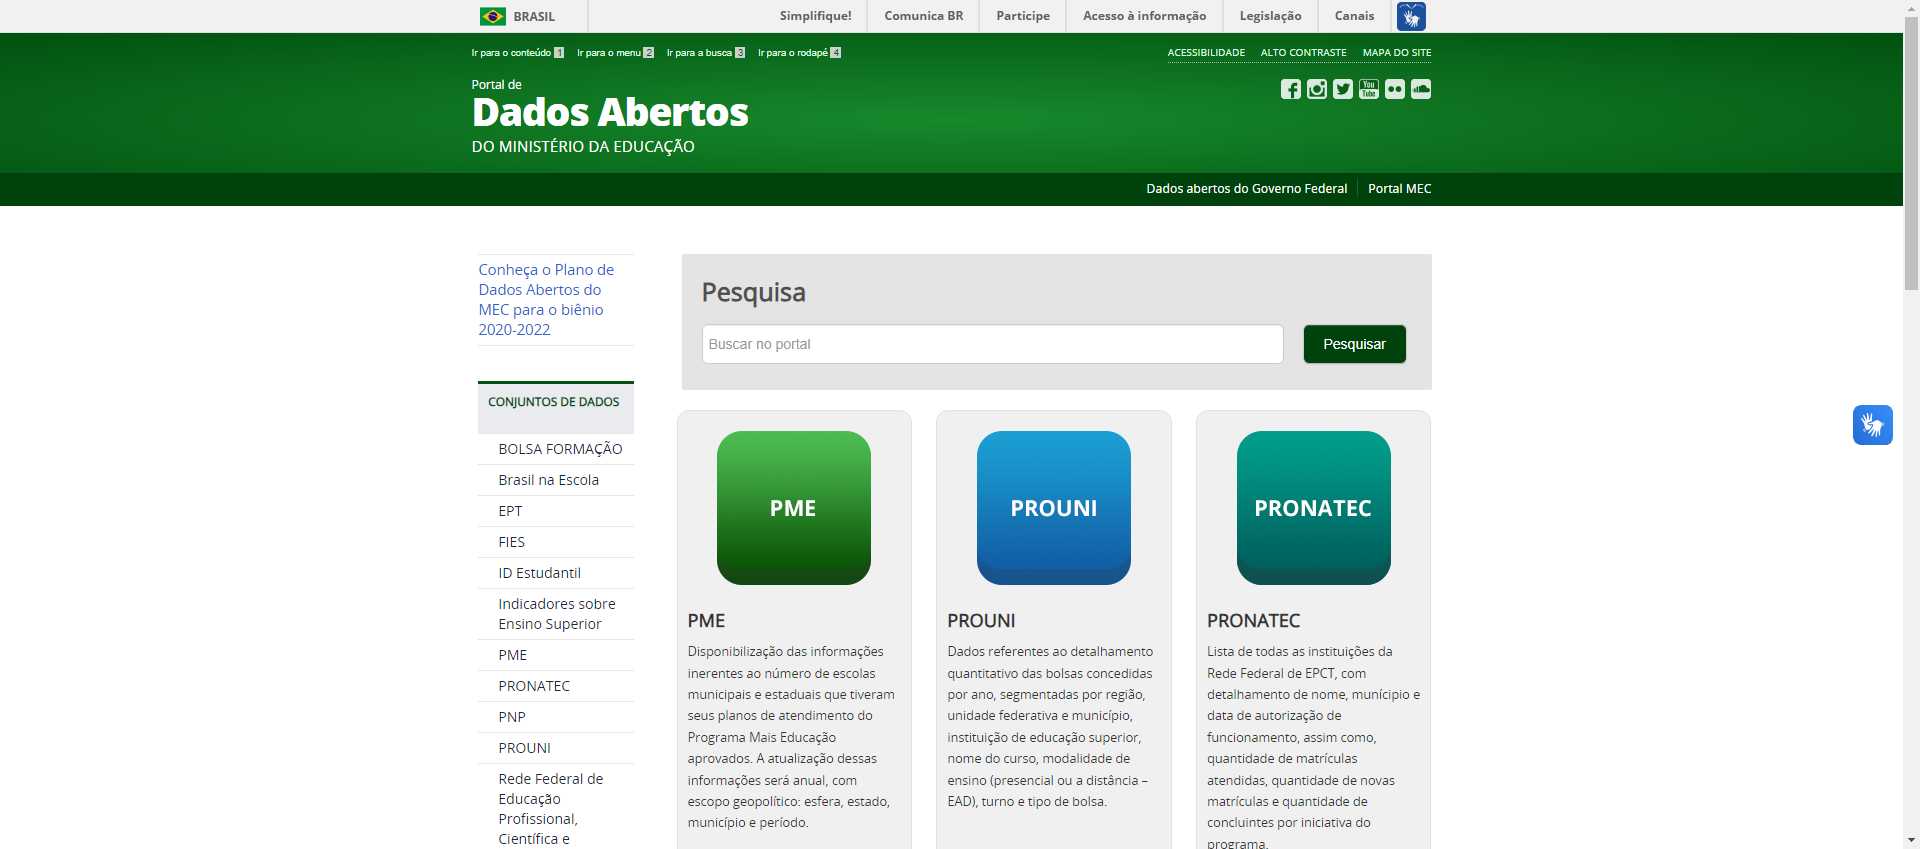 BRASIL
Simplifique!
Comunica BR
Participe
Acesso à informação
Legislação
Canais
Ir para o conteúdo 1
Ir para o menu 2
Ir para a busca 3
Ir para o rodapé 4
ACESSIBILIDADE
ALTO CONTRASTE
MAPA DO SITE
Portal de
Dados Abertos
DO MINISTÉRIO DA EDUCAÇÃO
You
Tube
Dados abertos do Governo Federal
Portal MEC
Conheça o Plano de
Dados Abertos do
MEC para o biênio
2020-2022
CONJUNTOS DE DADOS
BOLSA FORMAÇÃO
Brasil na Escola
EPT
FIES
ID Estudantil
Indicadores sobre
Ensino Superior
PME
PRONATEC
PNP
PROUNI
Rede Federal de
Educação
Profissional,
Científica e
Pesquisa
Buscar no portal
Pesquisar
PME
PME
Disponibilização das informações
inerentes ao número de escolas
municipais e estaduais que tiveram
seus planos de atendimento do
Programa Mais Educação
aprovados. A atualização dessas
informações será anual, com
escopo geopolítico: esfera, estado,
município e período.
PROUNI
PROUNI
Dados referentes ao detalhamento
quantitativo das bolsas concedidas
por ano, segmentadas por região,
unidade federativa e município,
instituição de educação superior,
nome do curso, modalidade de
ensino (presencial ou a distância –
EAD), turno e tipo de bolsa.
PRONATEC
PRONATEC
Lista de todas as instituições da
Rede Federal de EPCT, com
detalhamento de nome, munícipio e
data de autorização de
funcionamento, assim como,
quantidade de matrículas
atendidas, quantidade de novas
matrículas e quantidade de
concluintes por iniciativa do
programa.